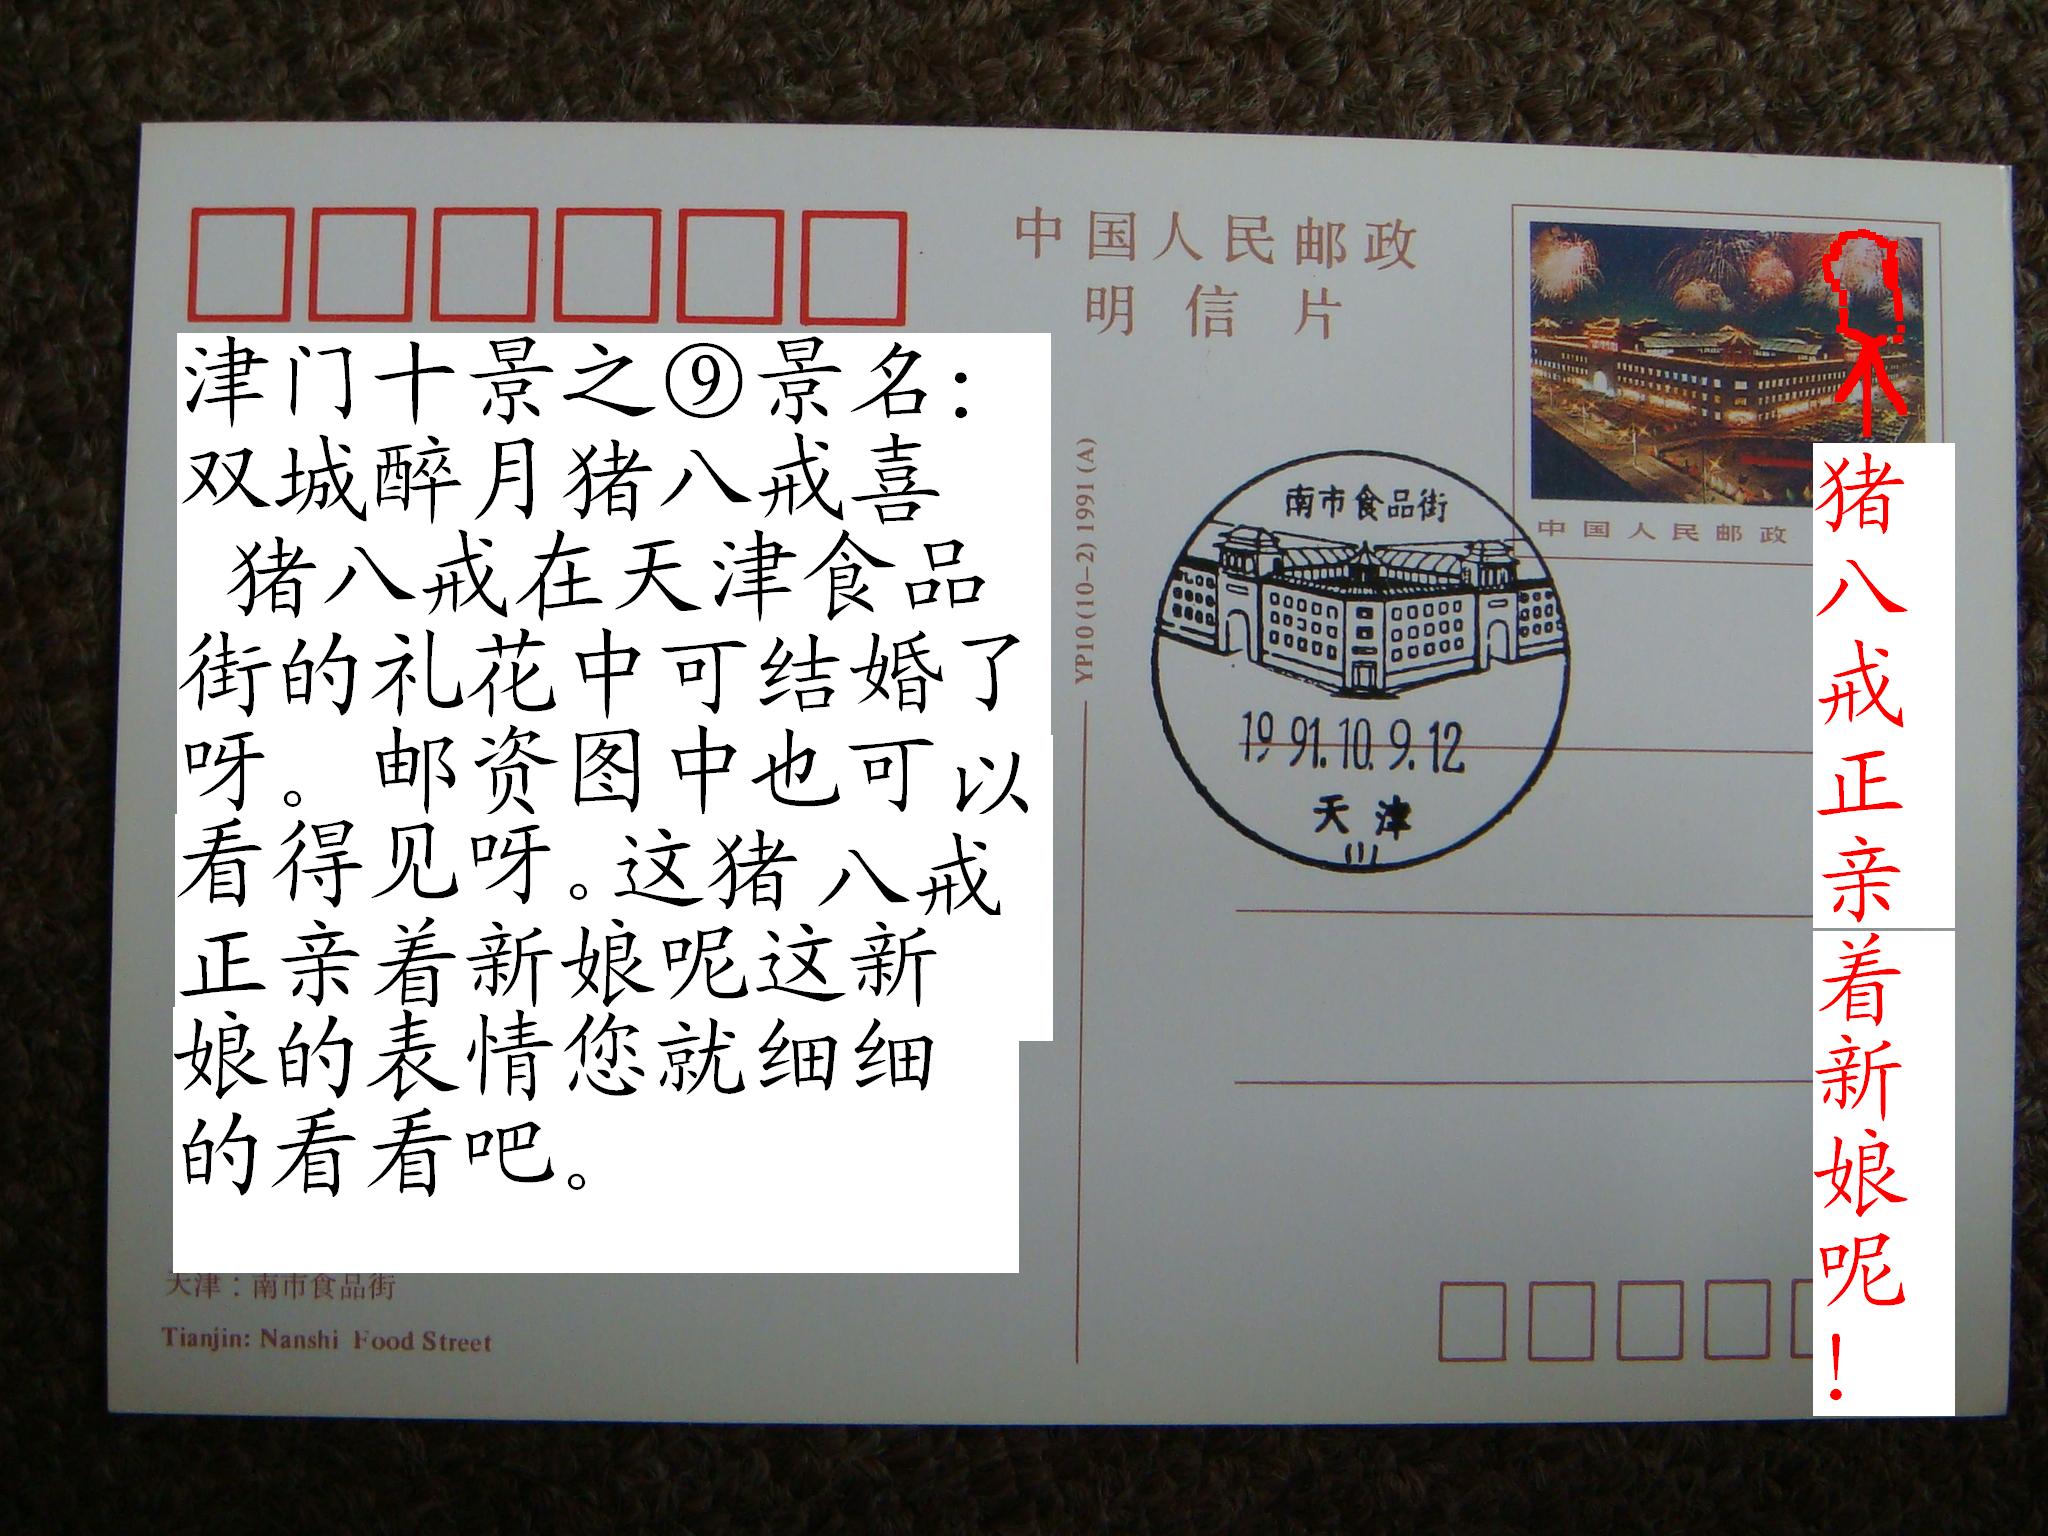 中国人民邮政
明信片
中国人民邮政
津门十景之⑨景名：
双城醉月猪八戒喜
猪八戒在天津食品
街的礼花中可结婚了
呀。邮资图中也可以
看得见呀。这猪八戒
正亲着新娘呢这新
娘的表情您就细细
的看看吧。
天津：南市食品街
Tianjin: Nanshi Food Street
YP10(10-2)1991(A)
南市食品街
1991.10.9.12
天津
猪八戒正亲着新娘呢！